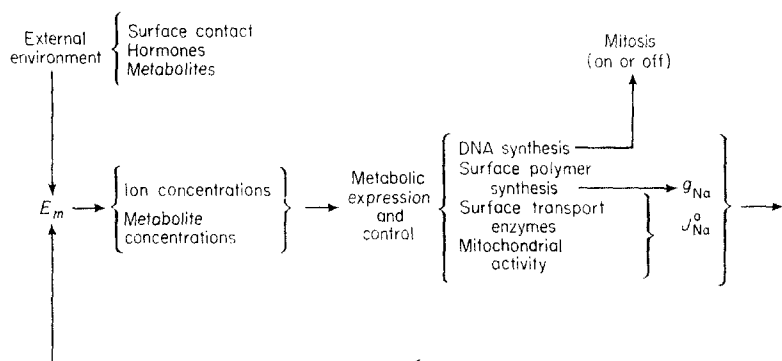 External
environment
Surface contact
Hormones
Metabolites
Mitosis
(on or off)
E_m
Ion concentrations
Metabolite
concentrations
Metabolic
expression
and
control
DNA synthesis
Surface polymer
synthesis
Surface transport
enzymes
Mitochondrial
activity
g_Na
J^a_Na